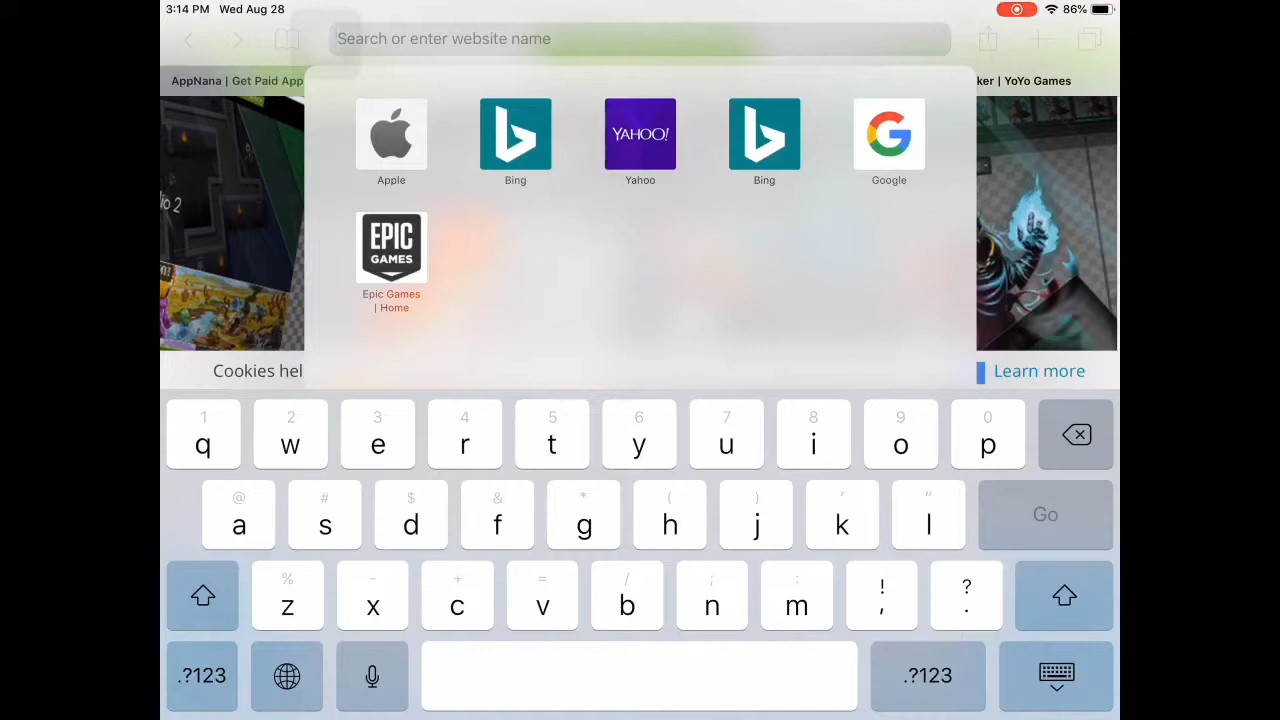 3:14 PM Wed Aug 28
86%
Search or enter website name
AppNana | Get Paid App
ker | YoYo Games
YAHOO!
Apple
Bing
Yahoo
Bing
Google
EPIC
GAMES
Epic Games
| Home
io 2
Cookies hel
Learn more
1 2 3 4 5 6 7 8 9 0
q w e r t y u i o p
@ # $ & * ( ) ' "
a s d f g h j k l Go
% - + = / ; : ! ?
z x c v b n m , .
.?123 .?123